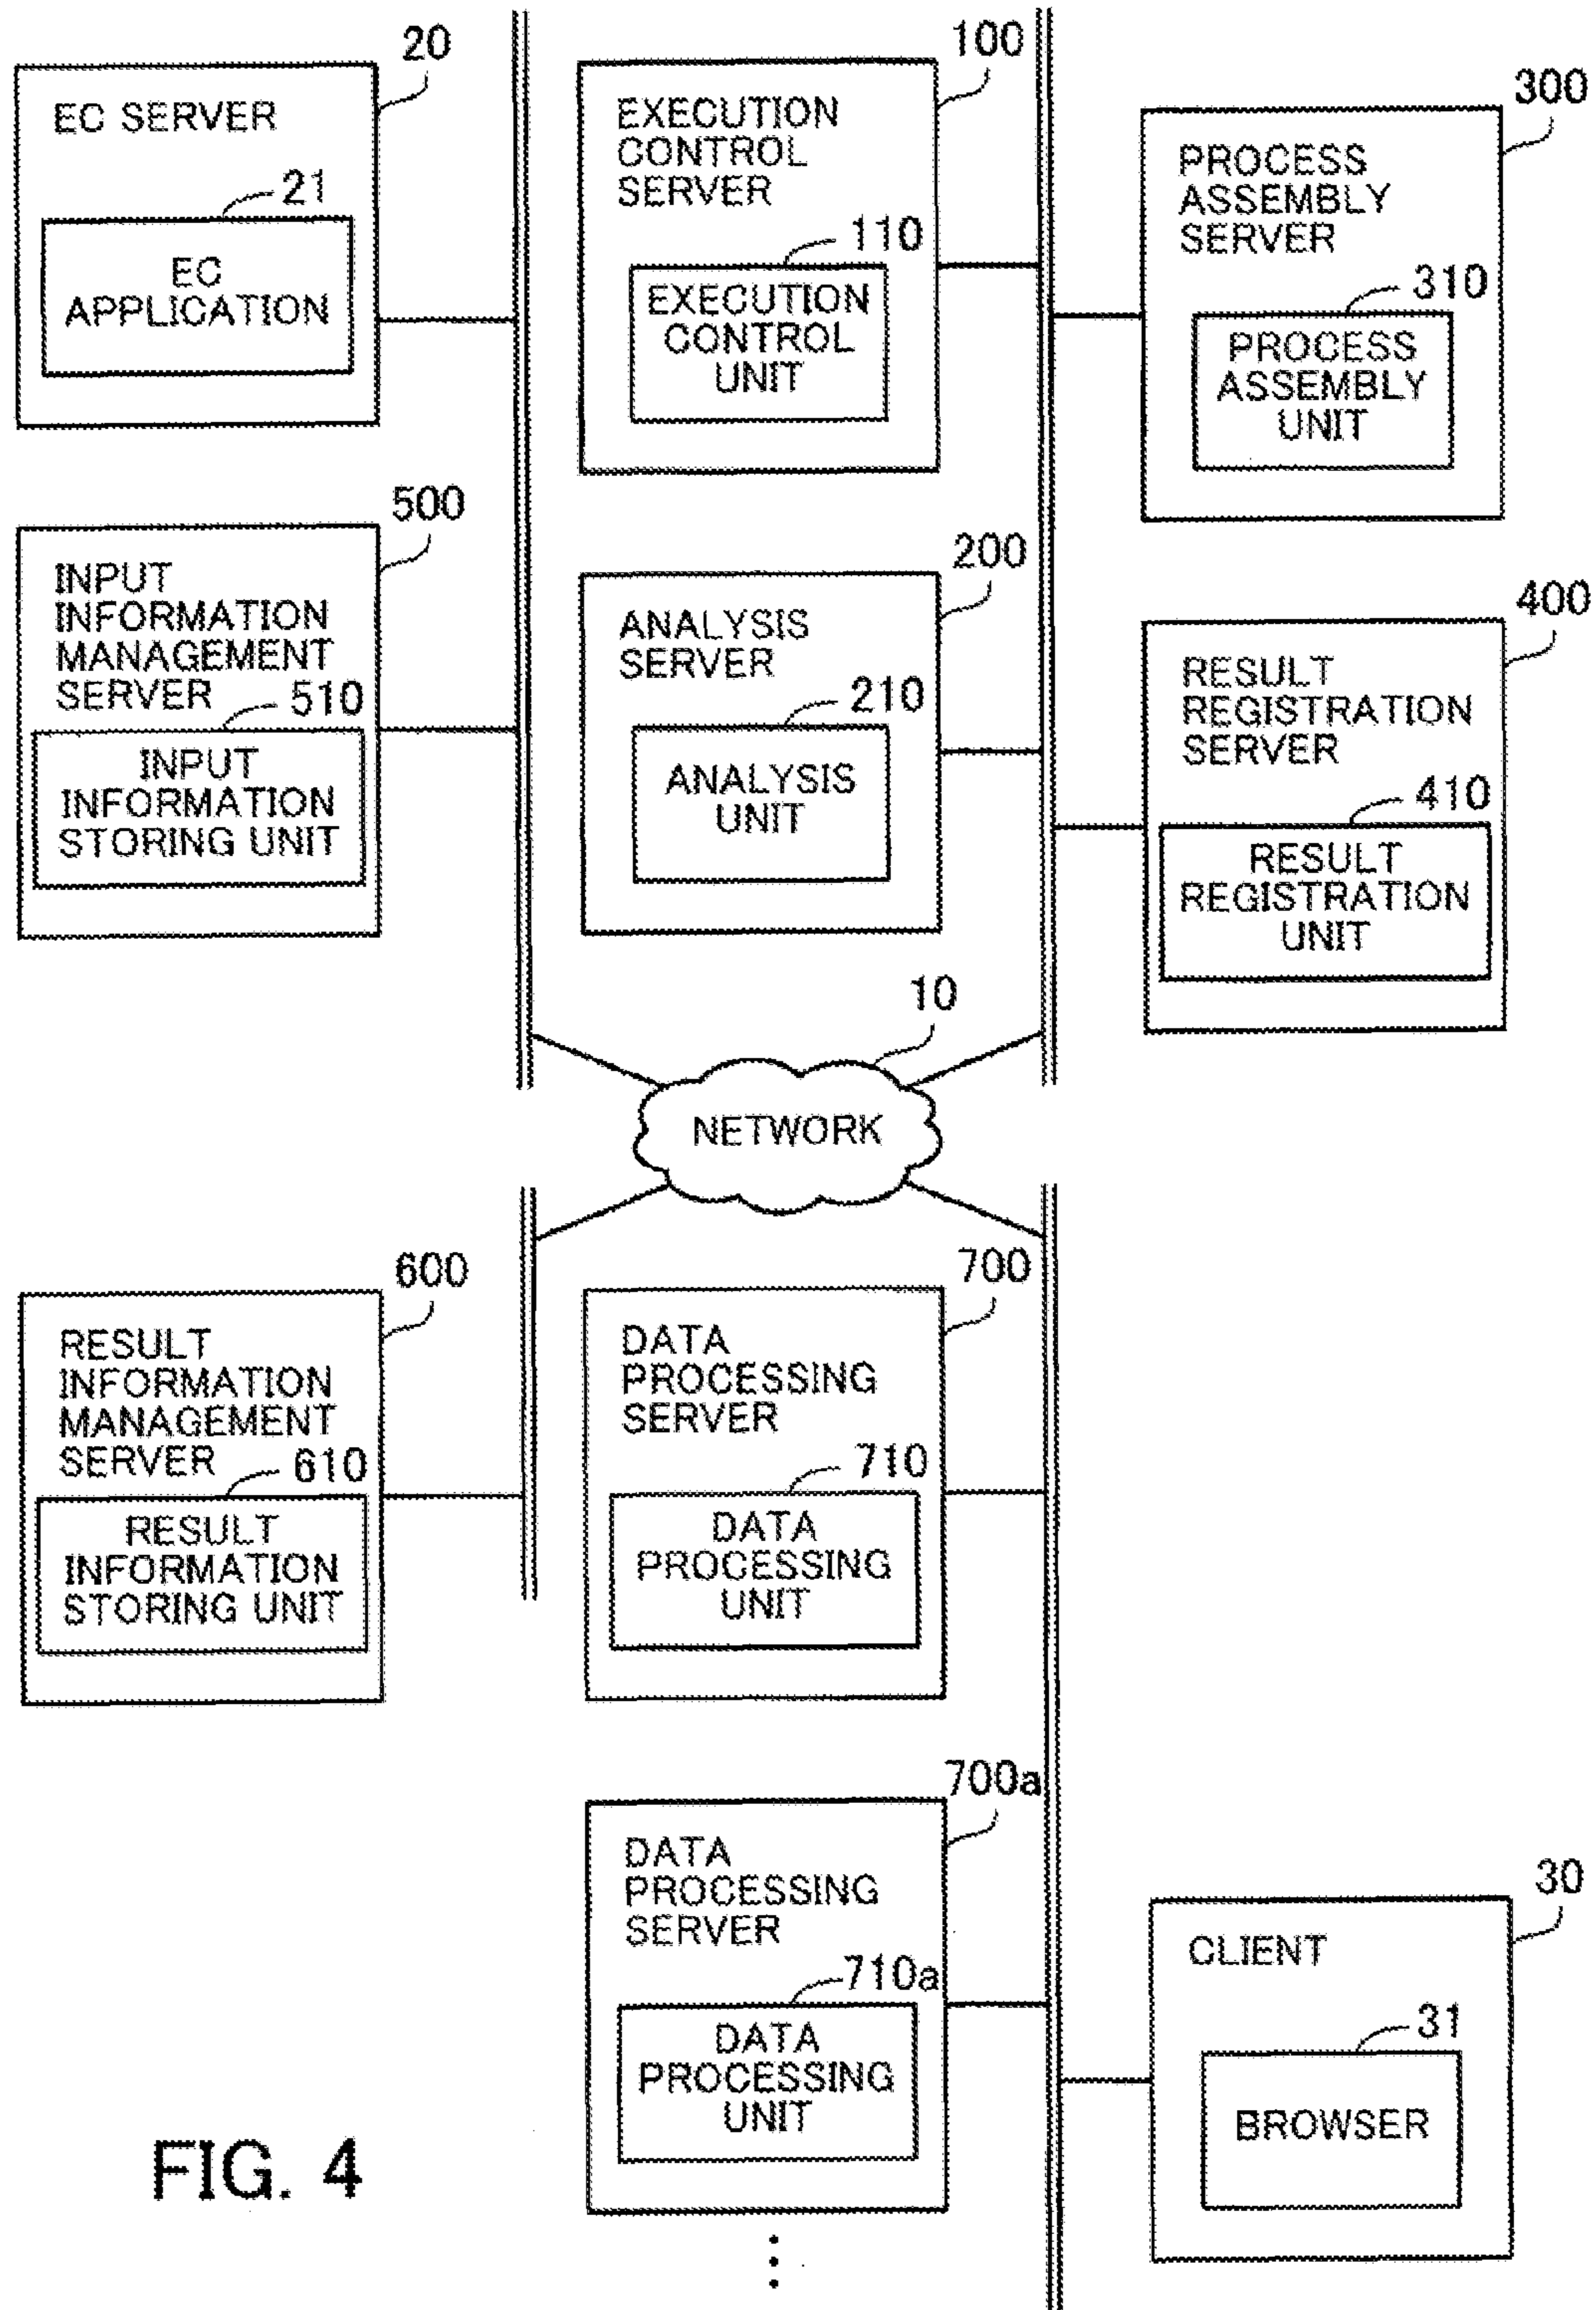 20
EC SERVER
21
EC
APPLICATION
100
EXECUTION
CONTROL
SERVER
110
EXECUTION
CONTROL
UNIT
300
PROCESS
ASSEMBLY
SERVER
310
PROCESS
ASSEMBLY
UNIT
500
INPUT
INFORMATION
MANAGEMENT
SERVER
510
INPUT
INFORMATION
STORING UNIT
200
ANALYSIS
SERVER
210
ANALYSIS
UNIT
400
RESULT
REGISTRATION
SERVER
410
RESULT
REGISTRATION
UNIT
10
NETWORK
600
RESULT
INFORMATION
MANAGEMENT
SERVER
610
RESULT
INFORMATION
STORING UNIT
700
DATA
PROCESSING
SERVER
710
DATA
PROCESSING
UNIT
700a
DATA
PROCESSING
SERVER
710a
DATA
PROCESSING
UNIT
30
CLIENT
31
BROWSER
FIG. 4